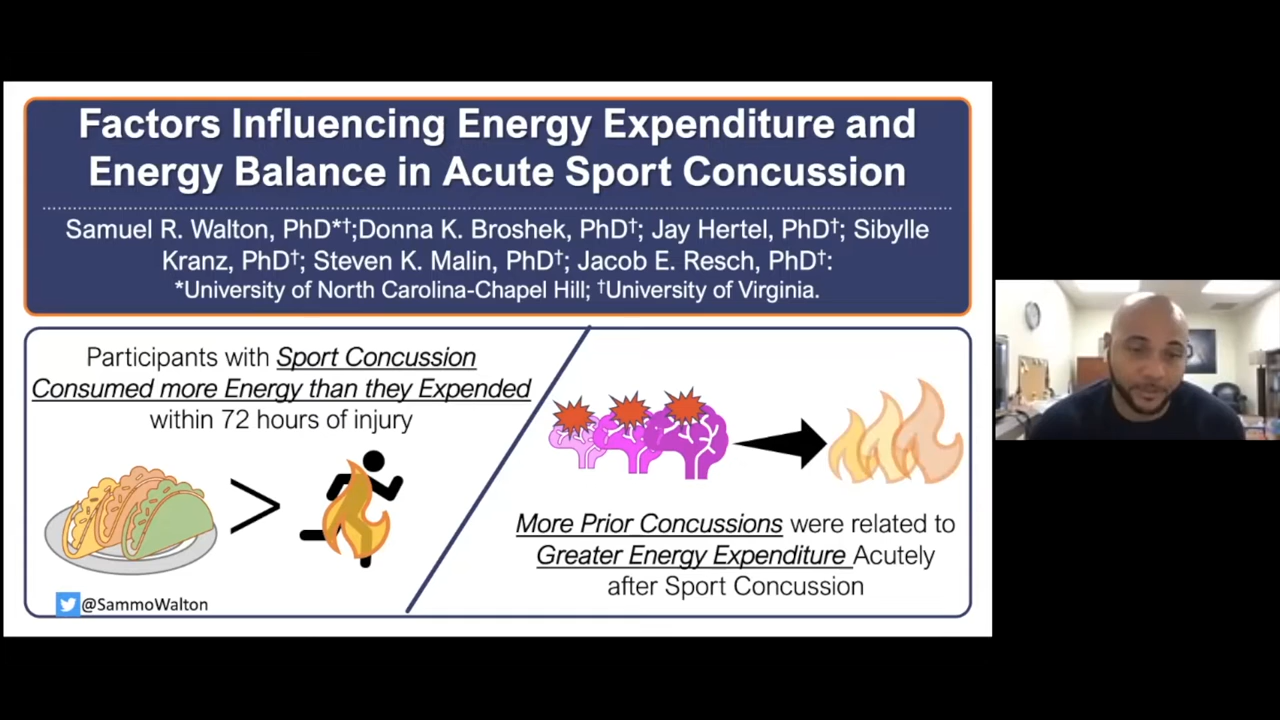 Factors Influencing Energy Expenditure and
Energy Balance in Acute Sport Concussion
Samuel R. Walton, PhD*†;Donna K. Broshek, PhD†; Jay Hertel, PhD†; Sibylle
Kranz, PhD†; Steven K. Malin, PhD†; Jacob E. Resch, PhD†:
*University of North Carolina-Chapel Hill; †University of Virginia.
Participants with Sport Concussion
Consumed more Energy than they Expended
within 72 hours of injury
>
@SammoWalton
More Prior Concussions were related to
Greater Energy Expenditure Acutely
after Sport Concussion